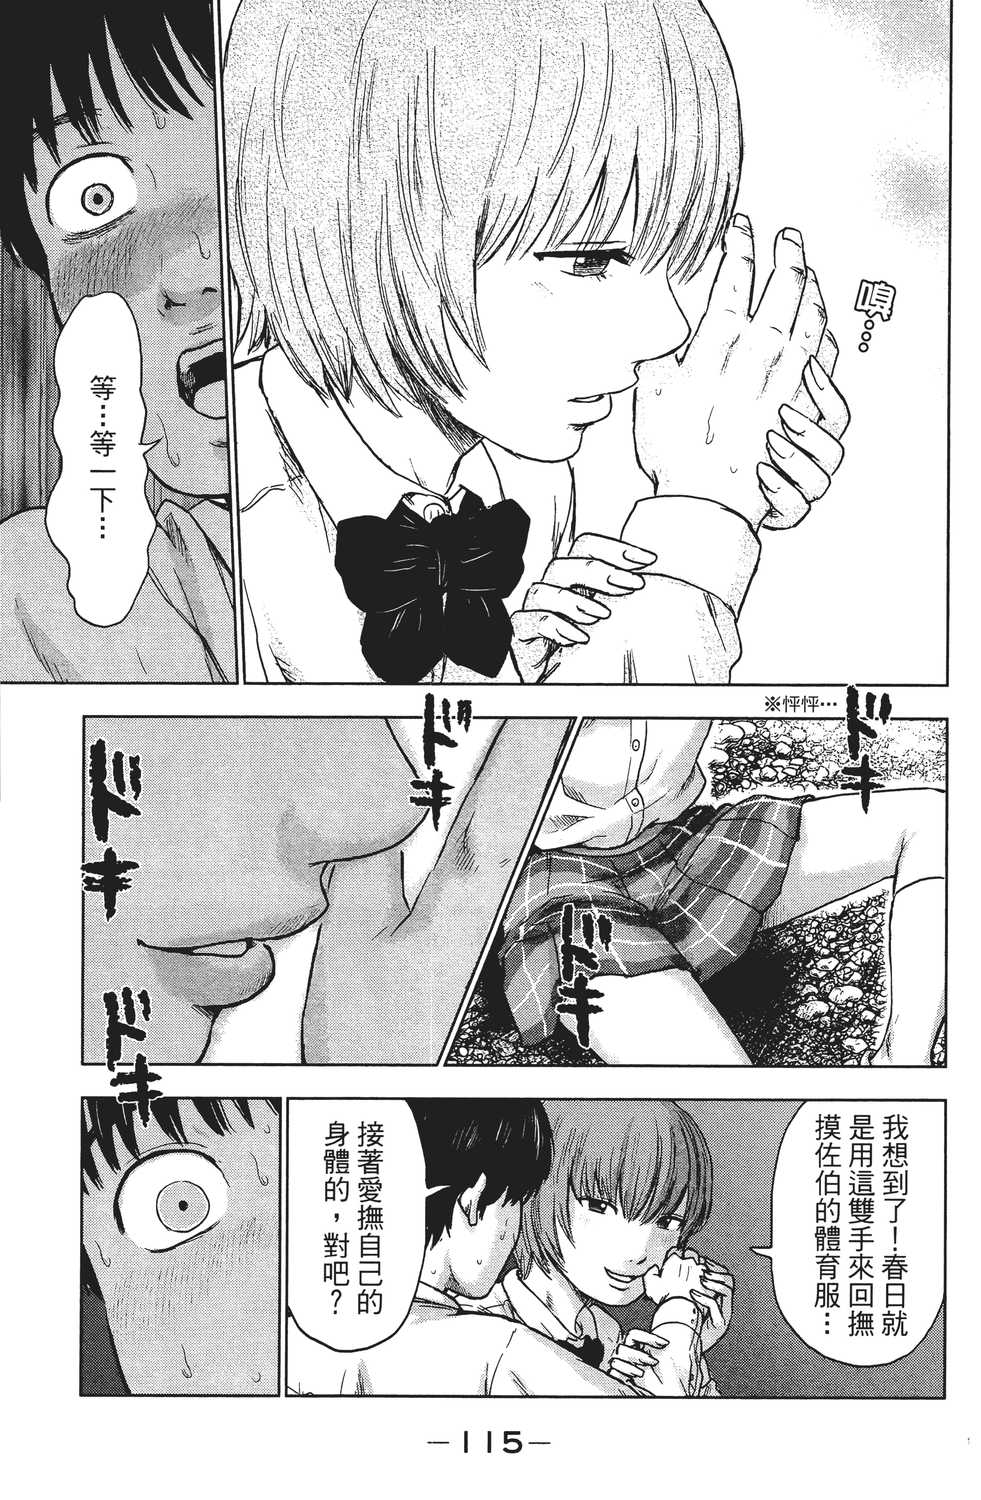 嗅…
等…等一下…
※怦怦…
ドキ
ドキ
ドキ
ドキ
ドキ
我想到了！春日就
是用這雙手來回撫
摸佐伯的體育服…
接著愛撫自己的
身體的，對吧？
－115－